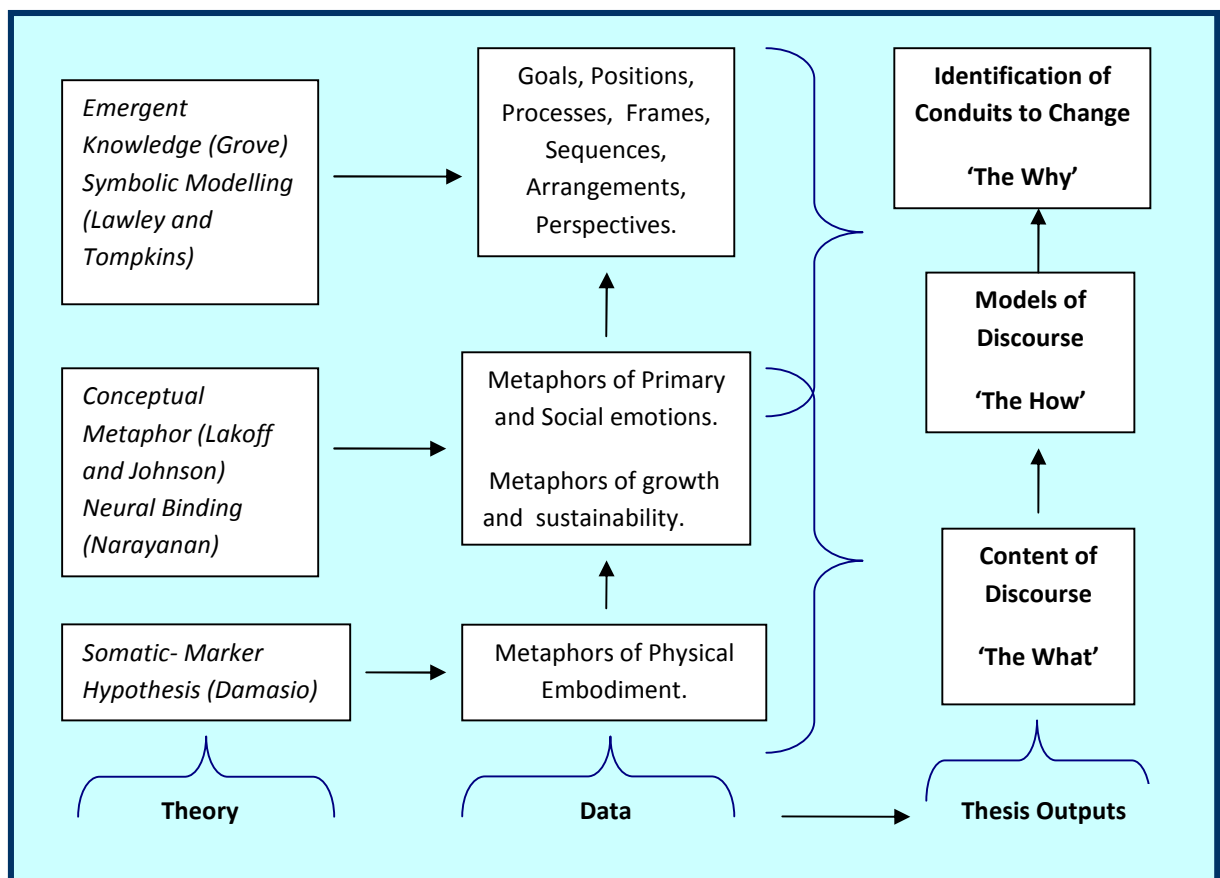 Emergent
Knowledge (Grove)
Symbolic Modelling
(Lawley and
Tompkins)
Goals, Positions,
Processes, Frames,
Sequences,
Arrangements,
Perspectives.
Identification of
Conduits to Change
‘The Why’
Conceptual
Metaphor (Lakoff
and Johnson)
Neural Binding
(Narayanan)
Metaphors of Primary
and Social emotions.
Metaphors of growth
and sustainability.
Models of
Discourse
‘The How’
Somatic- Marker
Hypothesis (Damasio)
Metaphors of Physical
Embodiment.
Content of
Discourse
‘The What’
Theory
Data
Thesis Outputs